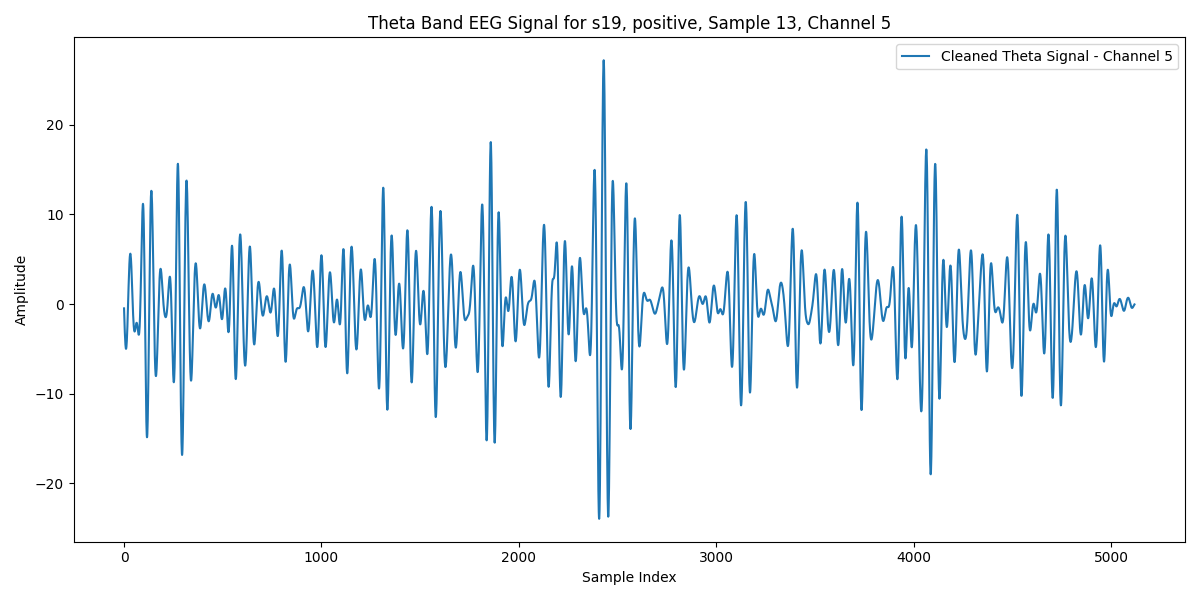 Theta Band EEG Signal for s19, positive, Sample 13, Channel 5
Cleaned Theta Signal - Channel 5
Amplitude
20
10
0
−10
−20
0 1000 2000 3000 4000 5000
Sample Index